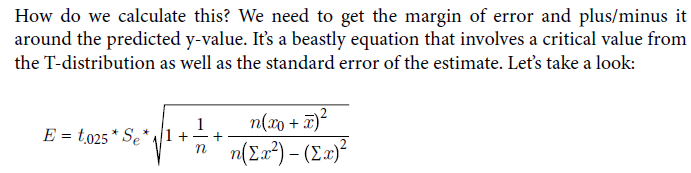 How do we calculate this? We need to get the margin of error and plus/minus it
around the predicted y-value. It's a beastly equation that involves a critical value from
the T-distribution as well as the standard error of the estimate. Let's take a look:
E = t.025 * Sₑ * √(1 + 1/n + n(x₀ + x̅)² / (n(Σx²) – (Σx)²))